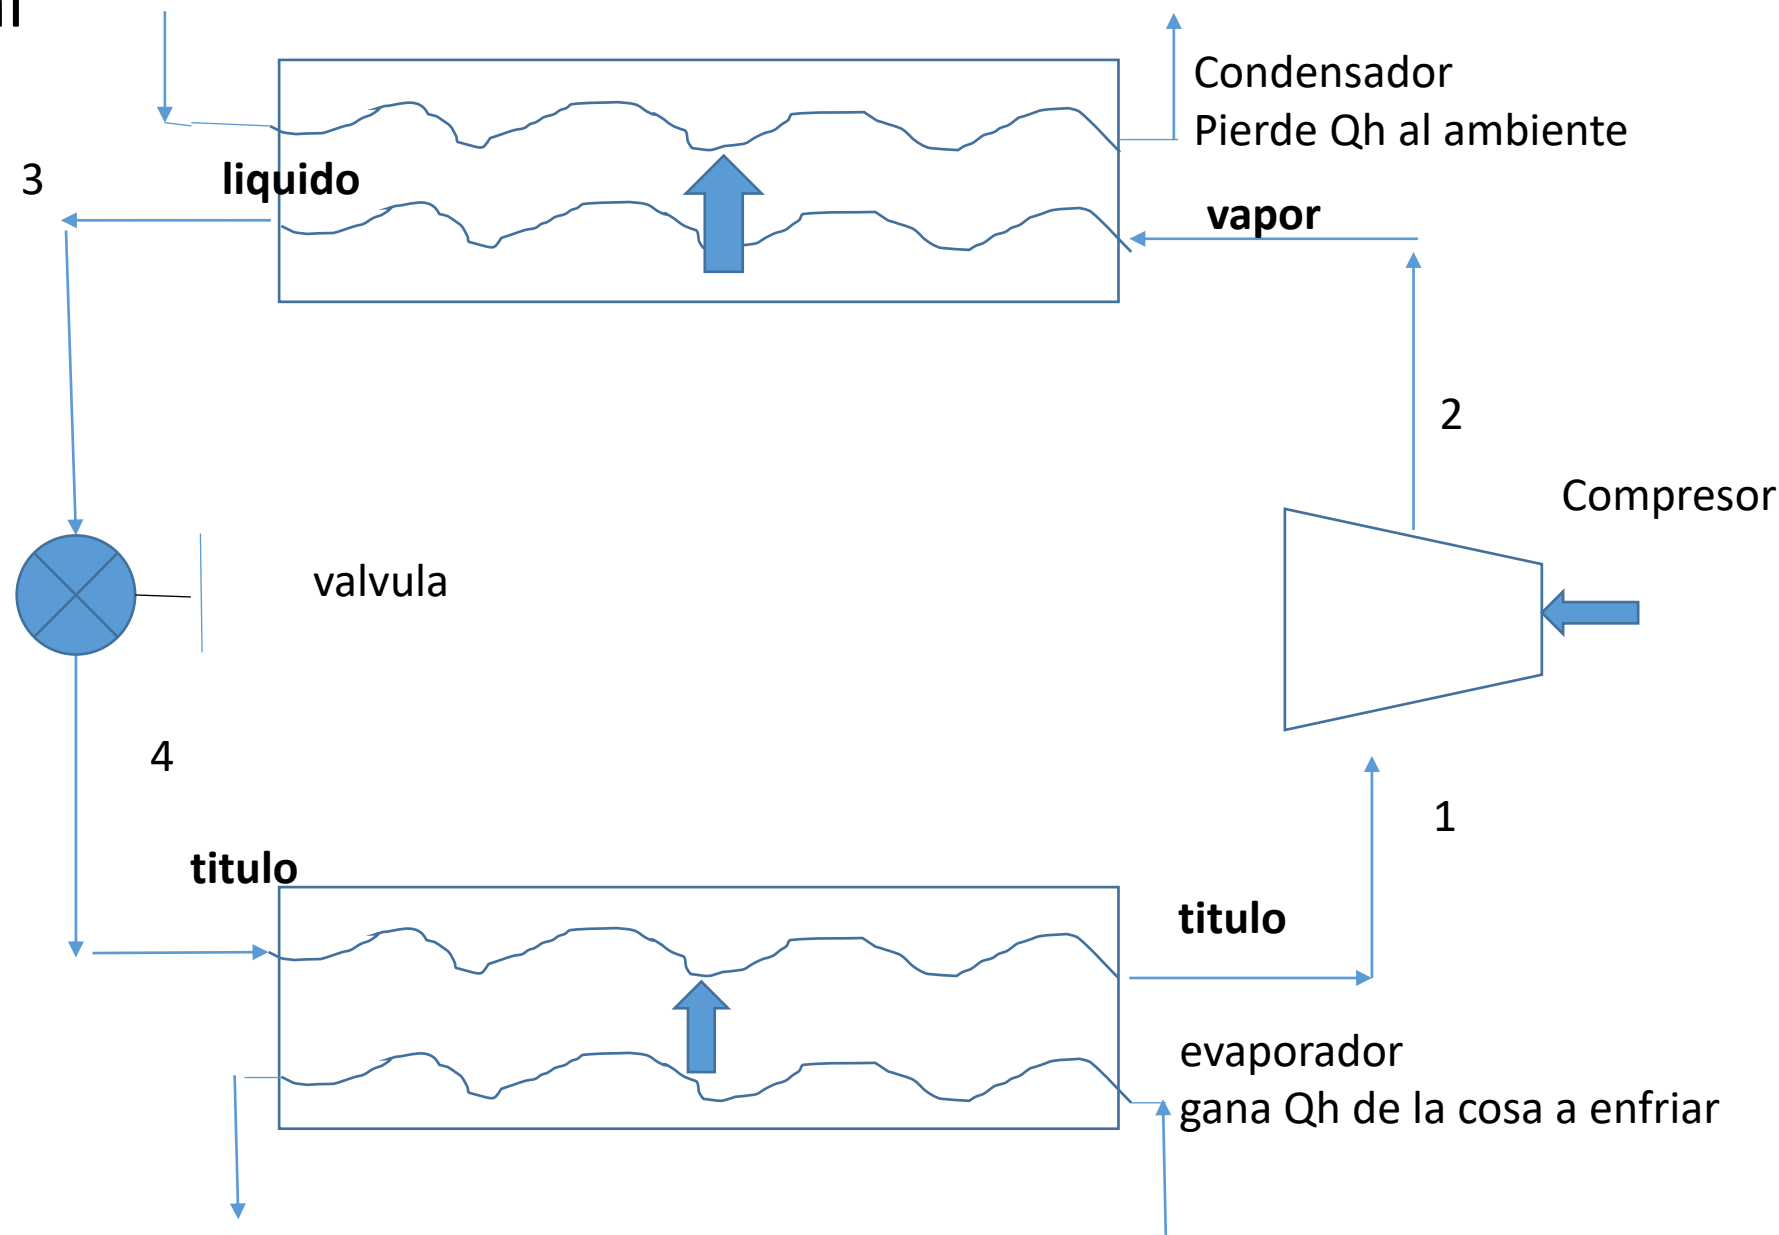 Condensador
Pierde Qh al ambiente
3
liquido
vapor
2
Compresor
valvula
4
1
titulo
titulo
evaporador
gana Qh de la cosa a enfriar